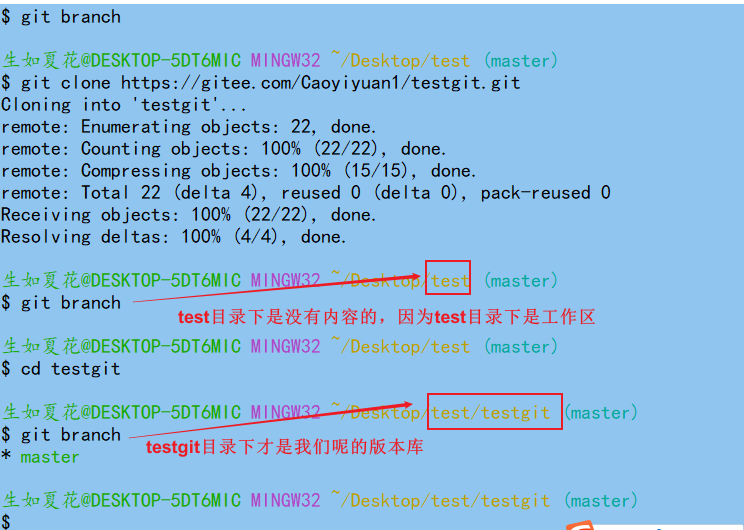 $ git branch
生如夏花@DESKTOP-5DT6MIC MINGW32 ~/Desktop/test (master)
$ git clone https://gitee.com/Caoyiyuan1/testgit.git
Cloning into 'testgit'...
remote: Enumerating objects: 22, done.
remote: Counting objects: 100% (22/22), done.
remote: Compressing objects: 100% (15/15), done.
remote: Total 22 (delta 4), reused 0 (delta 0), pack-reused 0
Receiving objects: 100% (22/22), done.
Resolving deltas: 100% (4/4), done.
生如夏花@DESKTOP-5DT6MIC MINGW32 ~/Desktop/test (master)
$ git branch
test目录下是没有内容的，因为test目录下是工作区
生如夏花@DESKTOP-5DT6MIC MINGW32 ~/Desktop/test (master)
$ cd testgit
生如夏花@DESKTOP-5DT6MIC MINGW32 ~/Desktop/test/testgit (master)
$ git branch
testgit目录下才是我们呢的版本库
* master
生如夏花@DESKTOP-5DT6MIC MINGW32 ~/Desktop/test/testgit (master)
$